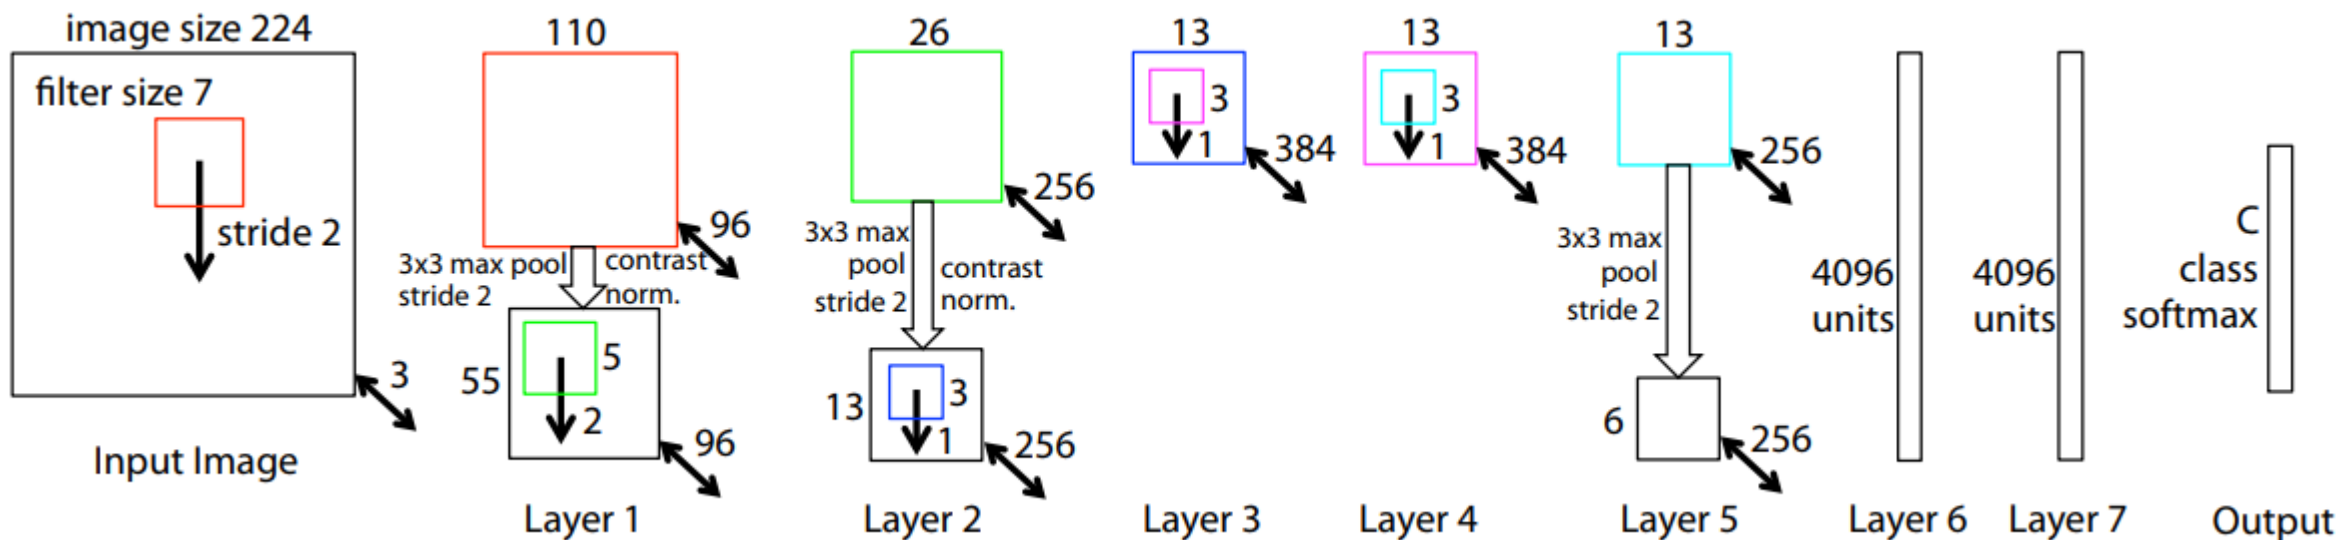 image size 224
filter size 7
stride 2
3
Input Image
110
96
3x3 max pool
stride 2
contrast
norm.
55
5
2
96
Layer 1
26
256
3x3 max
pool
stride 2
contrast
norm.
13
3
1
256
Layer 2
13
3
1
384
Layer 3
13
3
1
384
Layer 4
13
256
3x3 max
pool
stride 2
6
256
Layer 5
4096
units
Layer 6
4096
units
Layer 7
C
class
softmax
Output